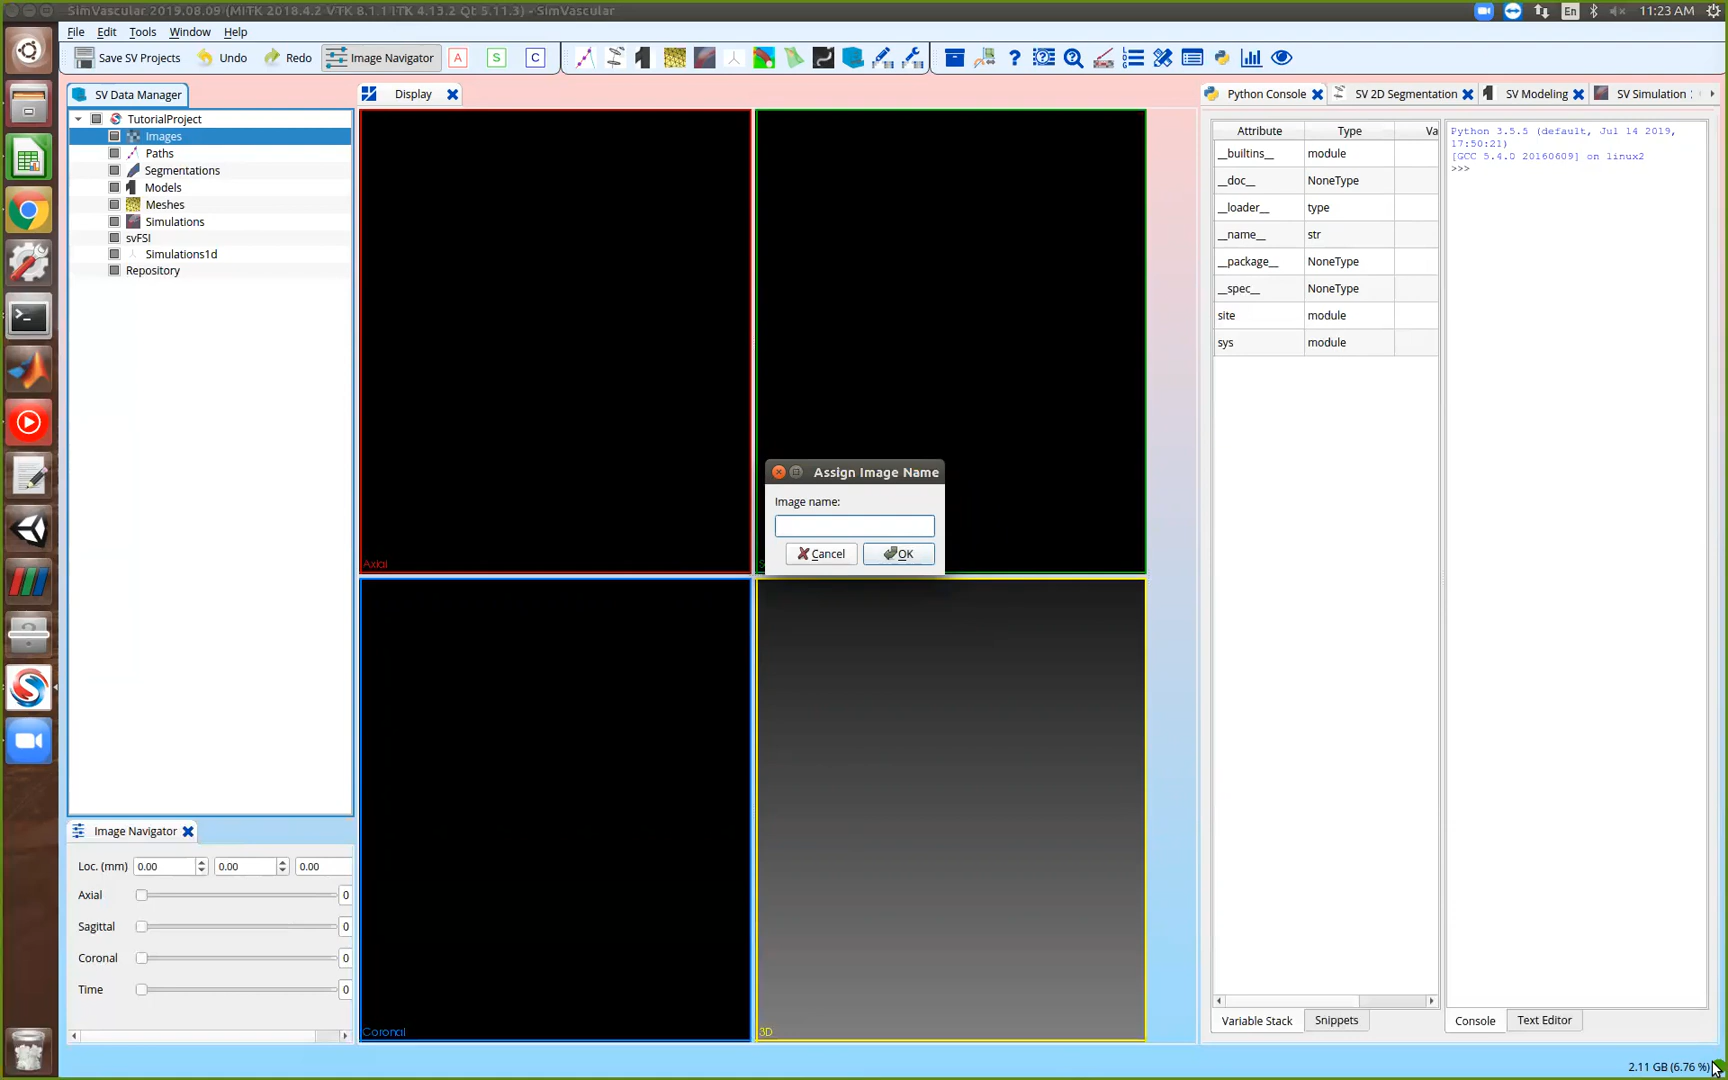 SimVascular 2019.08.09 (MITK 2018.4.2 VTK 8.1.1 ITK 4.13.2 Qt 5.11.3) - SimVascular
En
11:23 AM
File Edit Tools Window Help
Save SV Projects Undo Redo Image Navigator A S C
SV Data Manager
Display
Python Console SV 2D Segmentation SV Modeling SV Simulation
TutorialProject
Images
Paths
Segmentations
Models
Meshes
Simulations
svFSI
Simulations1d
Repository
Axial
Coronal
3D
Assign Image Name
Image name:
Cancel OK
Attribute Type Va
__builtins__ module
__doc__ NoneType
__loader__ type
__name__ str
__package__ NoneType
__spec__ NoneType
site module
sys module
Python 3.5.5 (default, Jul 14 2019,
17:50:21)
[GCC 5.4.0 20160609] on linux2
>>>
Variable Stack Snippets
Console Text Editor
Image Navigator
Loc. (mm) 0.00 0.00 0.00
Axial 0
Sagittal 0
Coronal 0
Time 0
2.11 GB (6.76 %)